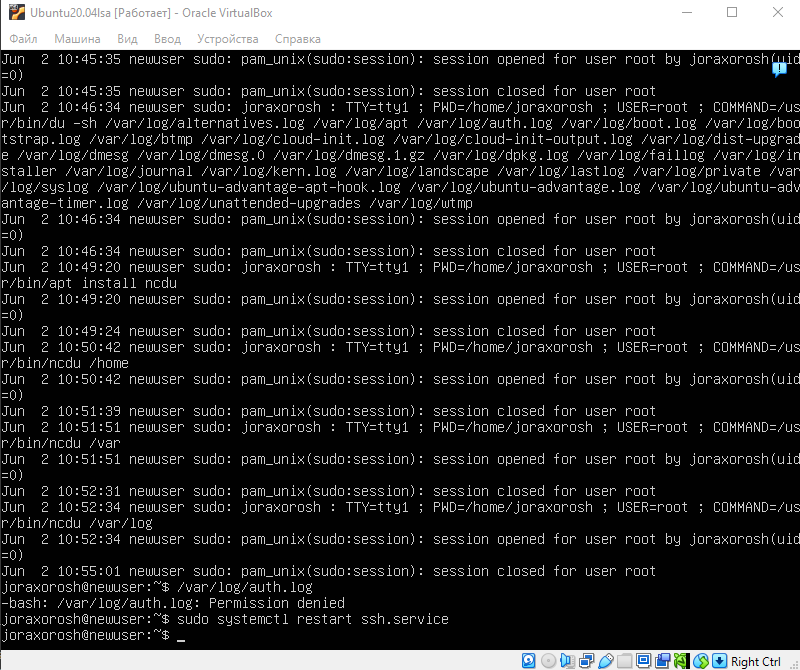 Ubuntu20.04lsa [Работает] - Oracle VirtualBox
Файл Машина Вид Ввод Устройства Справка
Jun  2 10:45:35 newuser sudo: pam_unix(sudo:session): session opened for user root by joraxorosh(uid
=0)
Jun  2 10:45:35 newuser sudo: pam_unix(sudo:session): session closed for user root
Jun  2 10:46:34 newuser sudo: joraxorosh : TTY=tty1 ; PWD=/home/joraxorosh ; USER=root ; COMMAND=/us
r/bin/du -sh /var/log/alternatives.log /var/log/apt /var/log/auth.log /var/log/boot.log /var/log/boo
tstrap.log /var/log/btmp /var/log/cloud-init.log /var/log/cloud-init-output.log /var/log/dist-upgrad
e /var/log/dmesg /var/log/dmesg.0 /var/log/dmesg.1.gz /var/log/dpkg.log /var/log/faillog /var/log/in
staller /var/log/journal /var/log/kern.log /var/log/landscape /var/log/lastlog /var/log/private /var
/log/syslog /var/log/ubuntu-advantage-apt-hook.log /var/log/ubuntu-advantage.log /var/log/ubuntu-adv
antage-timer.log /var/log/unattended-upgrades /var/log/wtmp
Jun  2 10:46:34 newuser sudo: pam_unix(sudo:session): session opened for user root by joraxorosh(uid
=0)
Jun  2 10:46:34 newuser sudo: pam_unix(sudo:session): session closed for user root
Jun  2 10:49:20 newuser sudo: joraxorosh : TTY=tty1 ; PWD=/home/joraxorosh ; USER=root ; COMMAND=/us
r/bin/apt install ncdu
Jun  2 10:49:20 newuser sudo: pam_unix(sudo:session): session opened for user root by joraxorosh(uid
=0)
Jun  2 10:49:24 newuser sudo: pam_unix(sudo:session): session closed for user root
Jun  2 10:50:42 newuser sudo: joraxorosh : TTY=tty1 ; PWD=/home/joraxorosh ; USER=root ; COMMAND=/us
r/bin/ncdu /home
Jun  2 10:50:42 newuser sudo: pam_unix(sudo:session): session opened for user root by joraxorosh(uid
=0)
Jun  2 10:51:39 newuser sudo: pam_unix(sudo:session): session closed for user root
Jun  2 10:51:51 newuser sudo: joraxorosh : TTY=tty1 ; PWD=/home/joraxorosh ; USER=root ; COMMAND=/us
r/bin/ncdu /var
Jun  2 10:51:51 newuser sudo: pam_unix(sudo:session): session opened for user root by joraxorosh(uid
=0)
Jun  2 10:52:31 newuser sudo: pam_unix(sudo:session): session closed for user root
Jun  2 10:52:34 newuser sudo: joraxorosh : TTY=tty1 ; PWD=/home/joraxorosh ; USER=root ; COMMAND=/us
r/bin/ncdu /var/log
Jun  2 10:52:34 newuser sudo: pam_unix(sudo:session): session opened for user root by joraxorosh(uid
=0)
Jun  2 10:55:01 newuser sudo: pam_unix(sudo:session): session closed for user root
joraxorosh@newuser:~$ /var/log/auth.log
-bash: /var/log/auth.log: Permission denied
joraxorosh@newuser:~$ sudo systemctl restart ssh.service
joraxorosh@newuser:~$ _
Right Ctrl